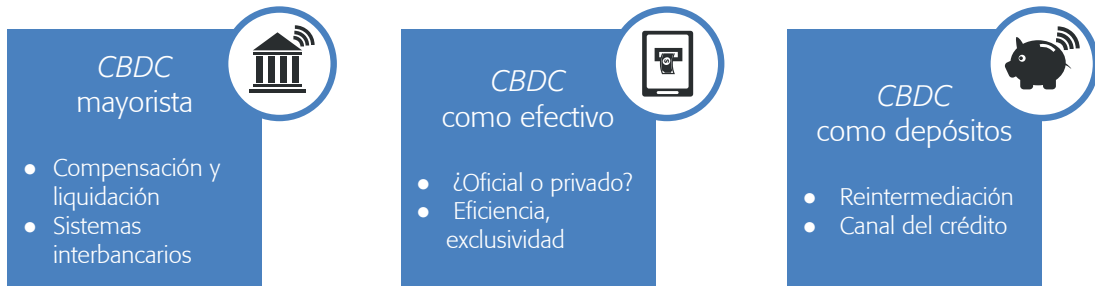 CBDC
mayorista
● Compensación y
liquidación
● Sistemas
interbancarios
CBDC
como efectivo
● ¿Oficial o privado?
● Eficiencia,
exclusividad
CBDC
como depósitos
● Reintermediación
● Canal del crédito